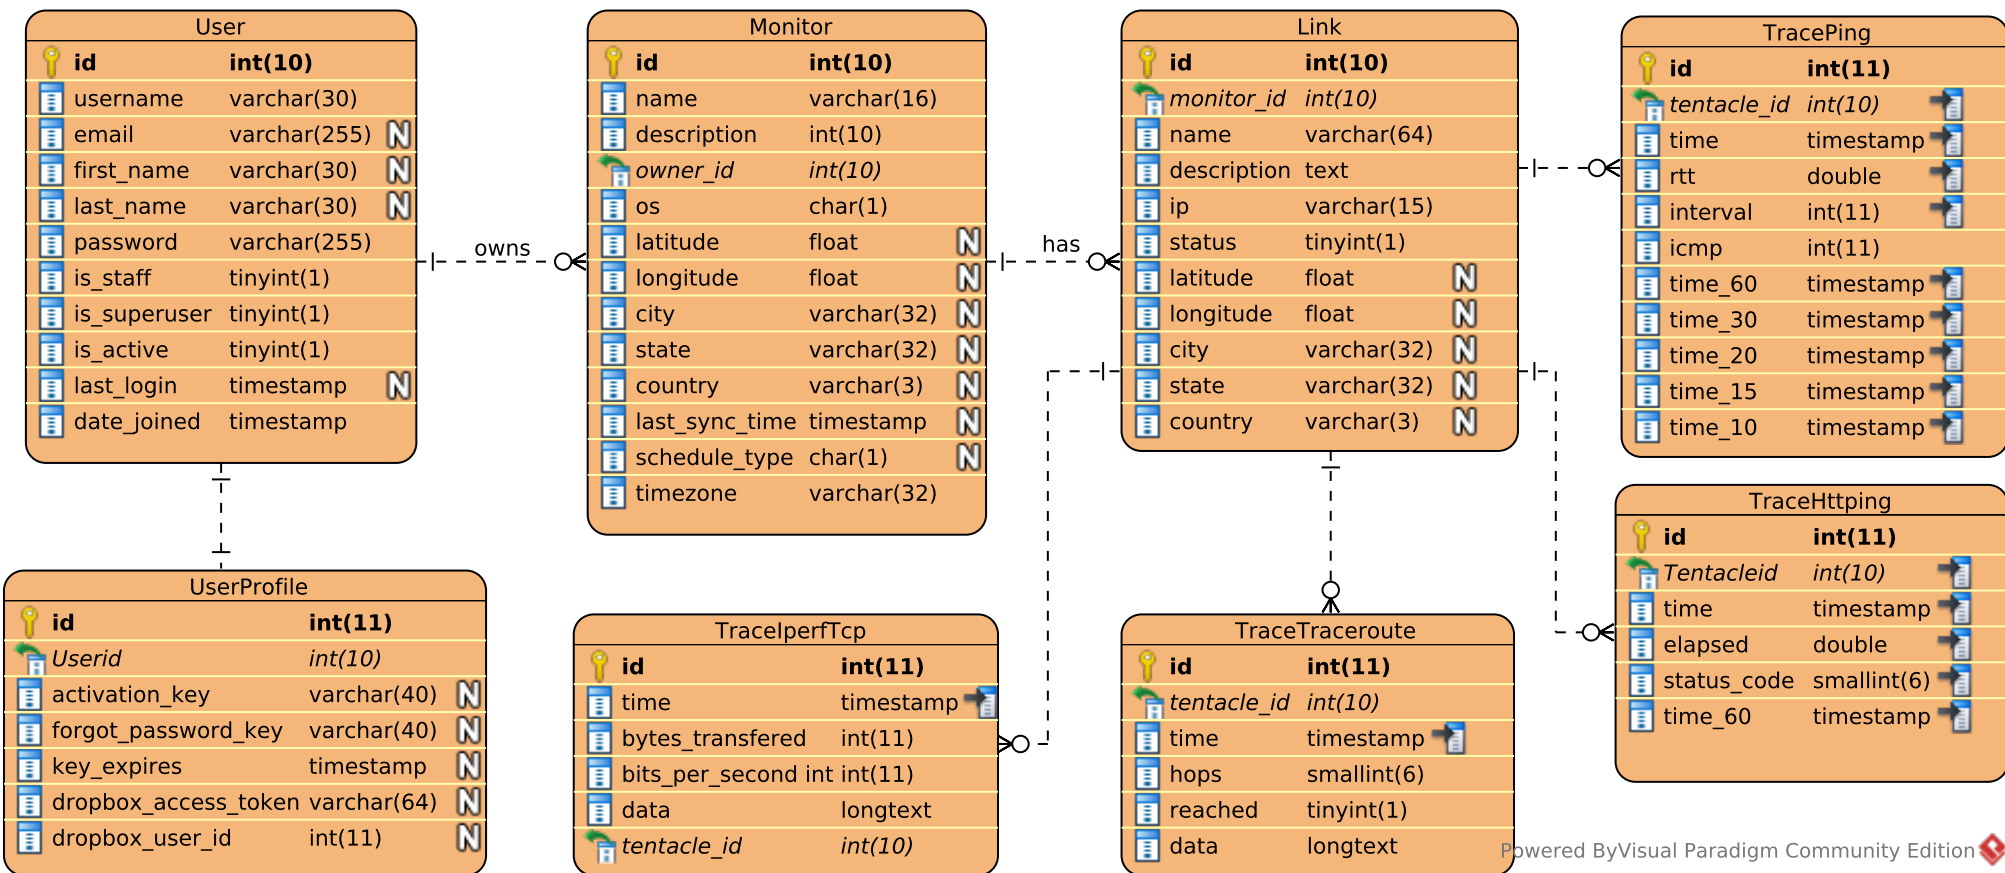 User
id int(10)
username varchar(30)
email varchar(255) N
first_name varchar(30) N
last_name varchar(30) N
password varchar(255)
is_staff tinyint(1)
is_superuser tinyint(1)
is_active tinyint(1)
last_login timestamp N
date_joined timestamp
owns
Monitor
id int(10)
name varchar(16)
description int(10)
owner_id int(10)
os char(1)
latitude float N
longitude float N
city varchar(32) N
state varchar(32) N
country varchar(3) N
last_sync_time timestamp N
schedule_type char(1) N
timezone varchar(32)
has
Link
id int(10)
monitor_id int(10)
name varchar(64)
description text
ip varchar(15)
status tinyint(1)
latitude float N
longitude float N
city varchar(32) N
state varchar(32) N
country varchar(3) N
TracePing
id int(11)
tentacle_id int(10)
time timestamp
rtt double
interval int(11)
icmp int(11)
time_60 timestamp
time_30 timestamp
time_20 timestamp
time_15 timestamp
time_10 timestamp
UserProfile
id int(11)
Userid int(10)
activation_key varchar(40) N
forgot_password_key varchar(40) N
key_expires timestamp N
dropbox_access_token varchar(64) N
dropbox_user_id int(11) N
TraceIperfTcp
id int(11)
time timestamp
bytes_transfered int(11)
bits_per_second int int(11)
data longtext
tentacle_id int(10)
TraceTraceroute
id int(11)
tentacle_id int(10)
time timestamp
hops smallint(6)
reached tinyint(1)
data longtext
TraceHttping
id int(11)
Tentacleid int(10)
time timestamp
elapsed double
status_code smallint(6)
time_60 timestamp
Powered ByVisual Paradigm Community Edition